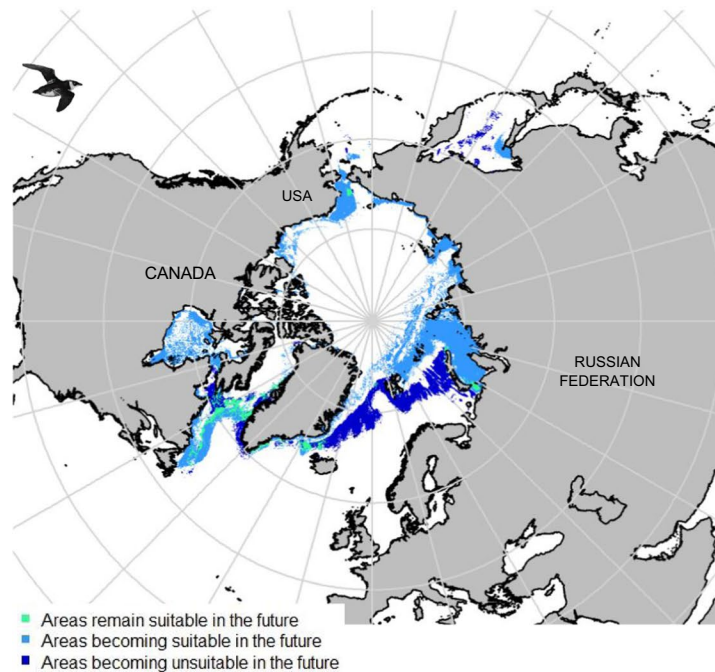 USA
CANADA
RUSSIAN
FEDERATION
Areas remain suitable in the future
Areas becoming suitable in the future
Areas becoming unsuitable in the future